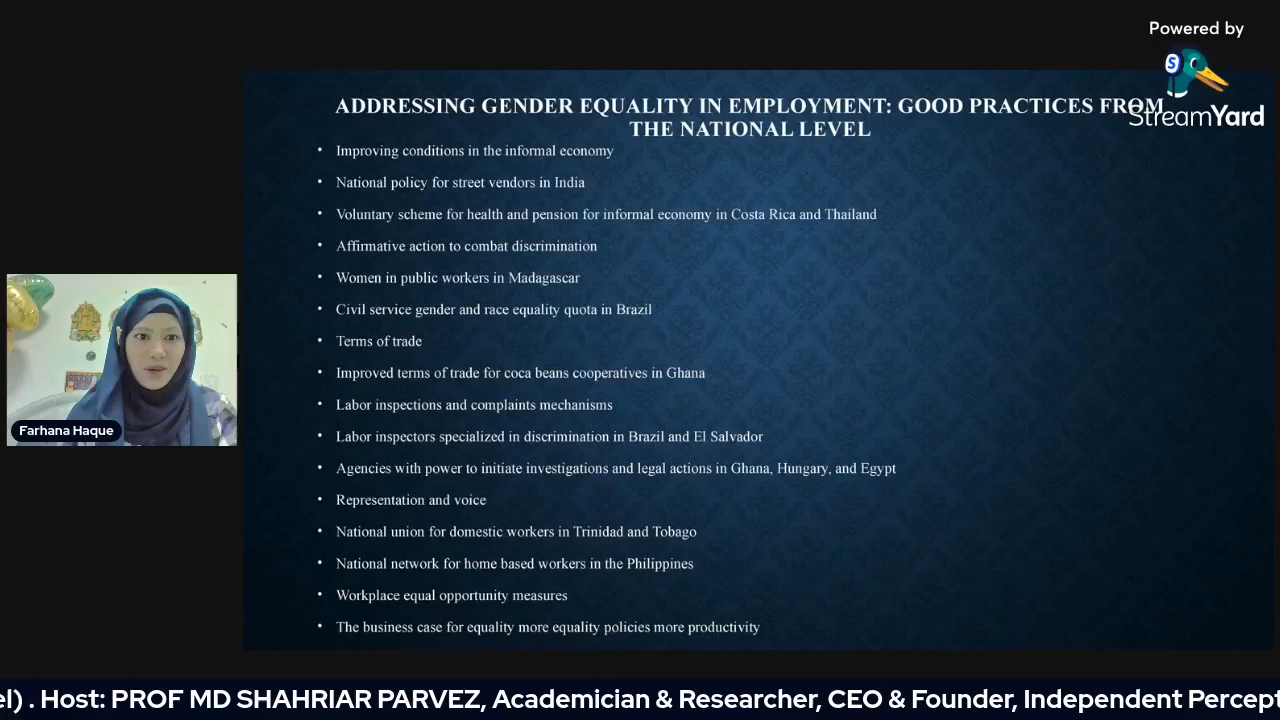 Powered by
StreamYard
ADDRESSING GENDER EQUALITY IN EMPLOYMENT: GOOD PRACTICES FROM
THE NATIONAL LEVEL
• Improving conditions in the informal economy
• National policy for street vendors in India
• Voluntary scheme for health and pension for informal economy in Costa Rica and Thailand
• Affirmative action to combat discrimination
• Women in public workers in Madagascar
• Civil service gender and race equality quota in Brazil
• Terms of trade
• Improved terms of trade for coca beans cooperatives in Ghana
• Labor inspections and complaints mechanisms
• Labor inspectors specialized in discrimination in Brazil and El Salvador
• Agencies with power to initiate investigations and legal actions in Ghana, Hungary, and Egypt
• Representation and voice
• National union for domestic workers in Trinidad and Tobago
• National network for home based workers in the Philippines
• Workplace equal opportunity measures
• The business case for equality more equality policies more productivity
Farhana Haque
el) . Host: PROF MD SHAHRIAR PARVEZ, Academician & Researcher, CEO & Founder, Independent Percept